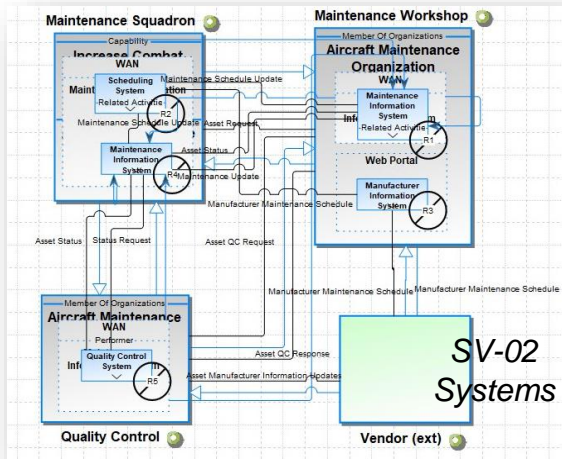 Maintenance Squadron
Maintenance Workshop
Capability
Increase Combat
WAN
Scheduling
System
Related Activitie
R2
Maintenance Schedule Update
Maintenance Schedule Update
Asset Request
Maintenance
Information
System
R4
Asset Status
Maintenance Update
Member Of Organizations
Aircraft Maintenance
Organization
WAN
Maintenance
Information
System
Related Activitie
R1
Web Portal
Manufacturer
Information
System
R3
Manufacturer Maintenance Schedule
Asset Status
Status Request
Asset QC Request
Manufacturer Maintenance Schedule
Manufacturer Maintenance Schedule
Member Of Organizations
Aircraft Maintenance
WAN
Performer
Quality Control
System
R5
Asset QC Response
Asset Manufacturer Information Updates
SV-02
Systems
Quality Control
Vendor (ext)